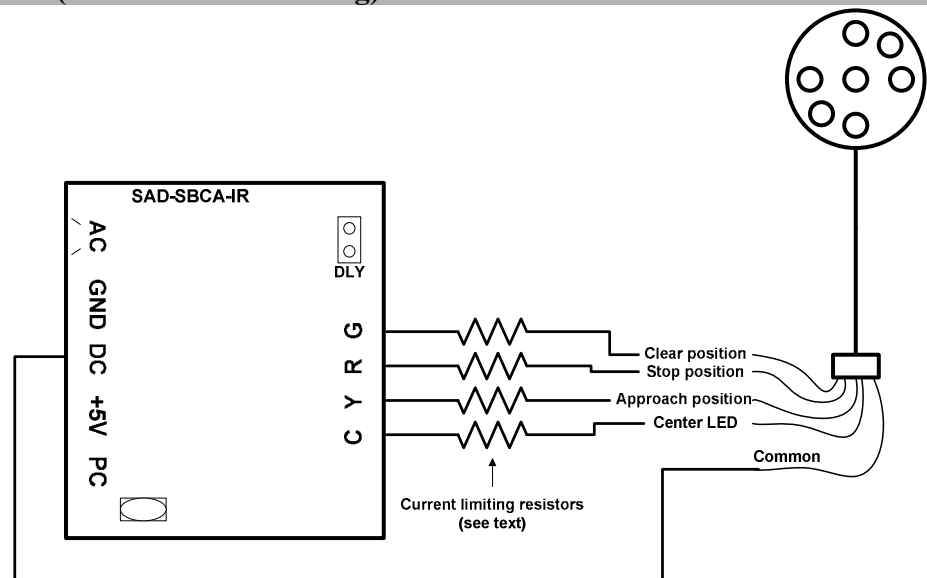 SAD-SBCA-IR
AC
GND
DC
+5V
PC
DLY
G
R
Y
C
Clear position
Stop position
Approach position
Center LED
Common
Current limiting resistors
(see text)